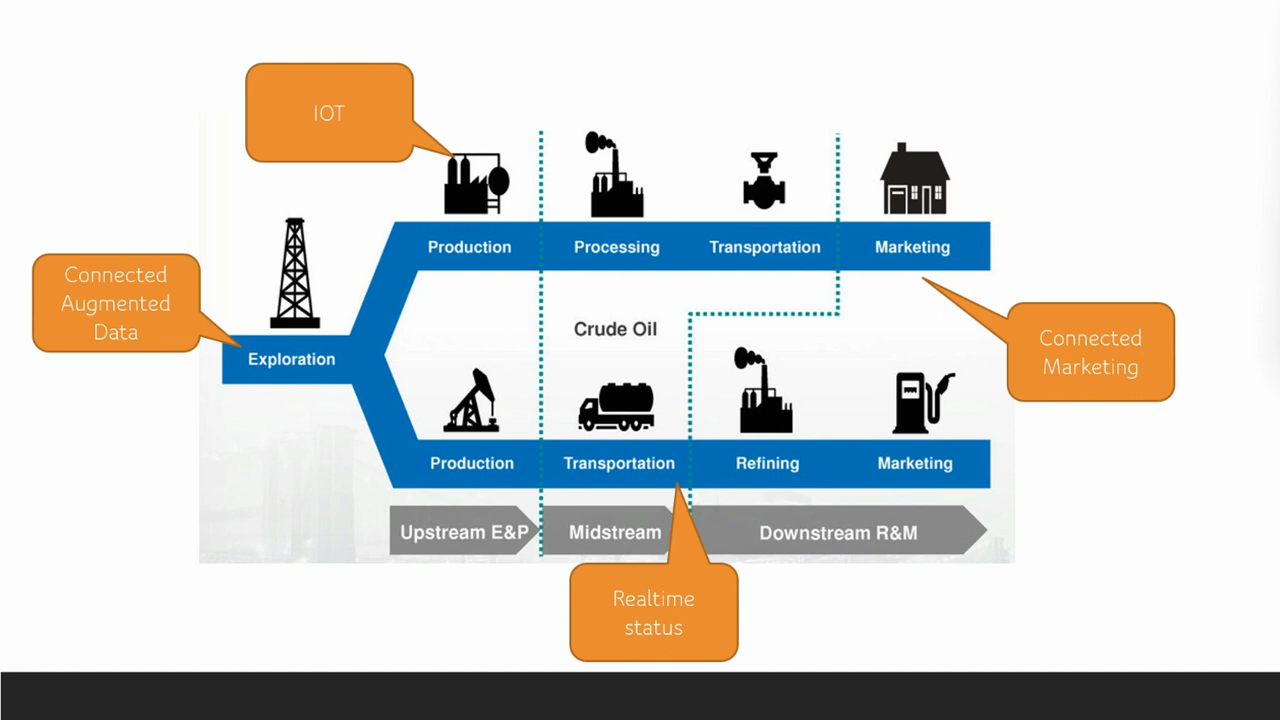 IOT
Production
Processing
Transportation
Marketing
Connected
Augmented
Data
Exploration
Crude Oil
Connected
Marketing
Production
Transportation
Refining
Marketing
Upstream E&P
Midstream
Downstream R&M
Realtime
status